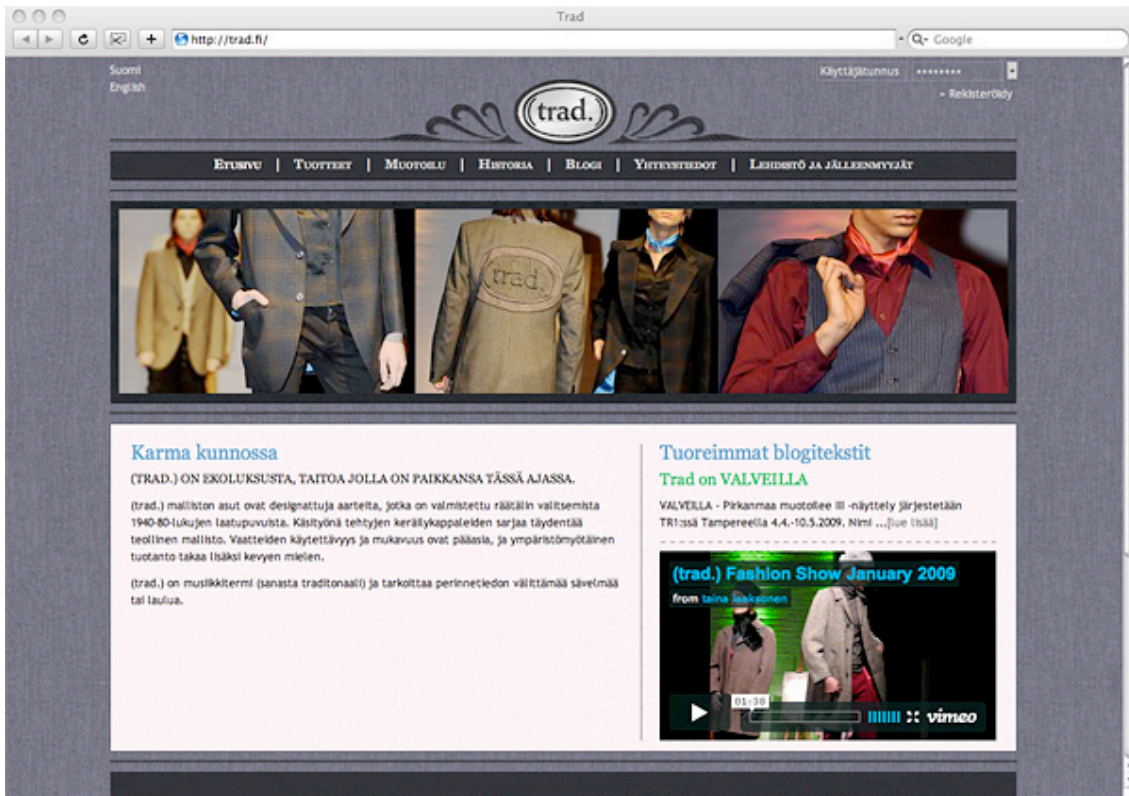 Trad
http://trad.fi/
Google
Suomi
English
Käyttäjätunnus
Rekisteröidy
(trad.)
Etusivu | Tuotteet | Muotoilu | Historia | Blogi | Yhteystiedot | Lehdistö ja jälleenmyyjät
(trad.)
Karma kunnossa
(TRAD.) ON EKOLUKSUSTA, TAITOA JOLLA ON PAIKKANSA TÄSSÄ AJASSA.
(trad.) malliston asut ovat designattuja aarteita, jotka on valmistettu räätälin valitsemista
1940-80-lukujen laatupuvuista. Käsityönä tehtyjen keräilykappaleiden sarjaa täydentää
teollinen mallisto. Vaatteiden käytettävyys ja mukavuus ovat pääasia, ja ympäristömyötäinen
tuotanto takaa lisäksi kevyen mielen.
(trad.) on musiikkitermi (sanasta traditonaali) ja tarkoittaa perinnetiedon välittämää sävelmää
tai laulua.
Tuoreimmat blogitekstit
Trad on VALVEILLA
VALVEILLA - Pirkanmaa muotoilee III -näyttely järjestetään
TR1:ssä Tampereella 4.4.-10.5.2009. Nimi ...[lue lisää]
(trad.) Fashion Show January 2009
from taina laaksonen
01:38
vimeo